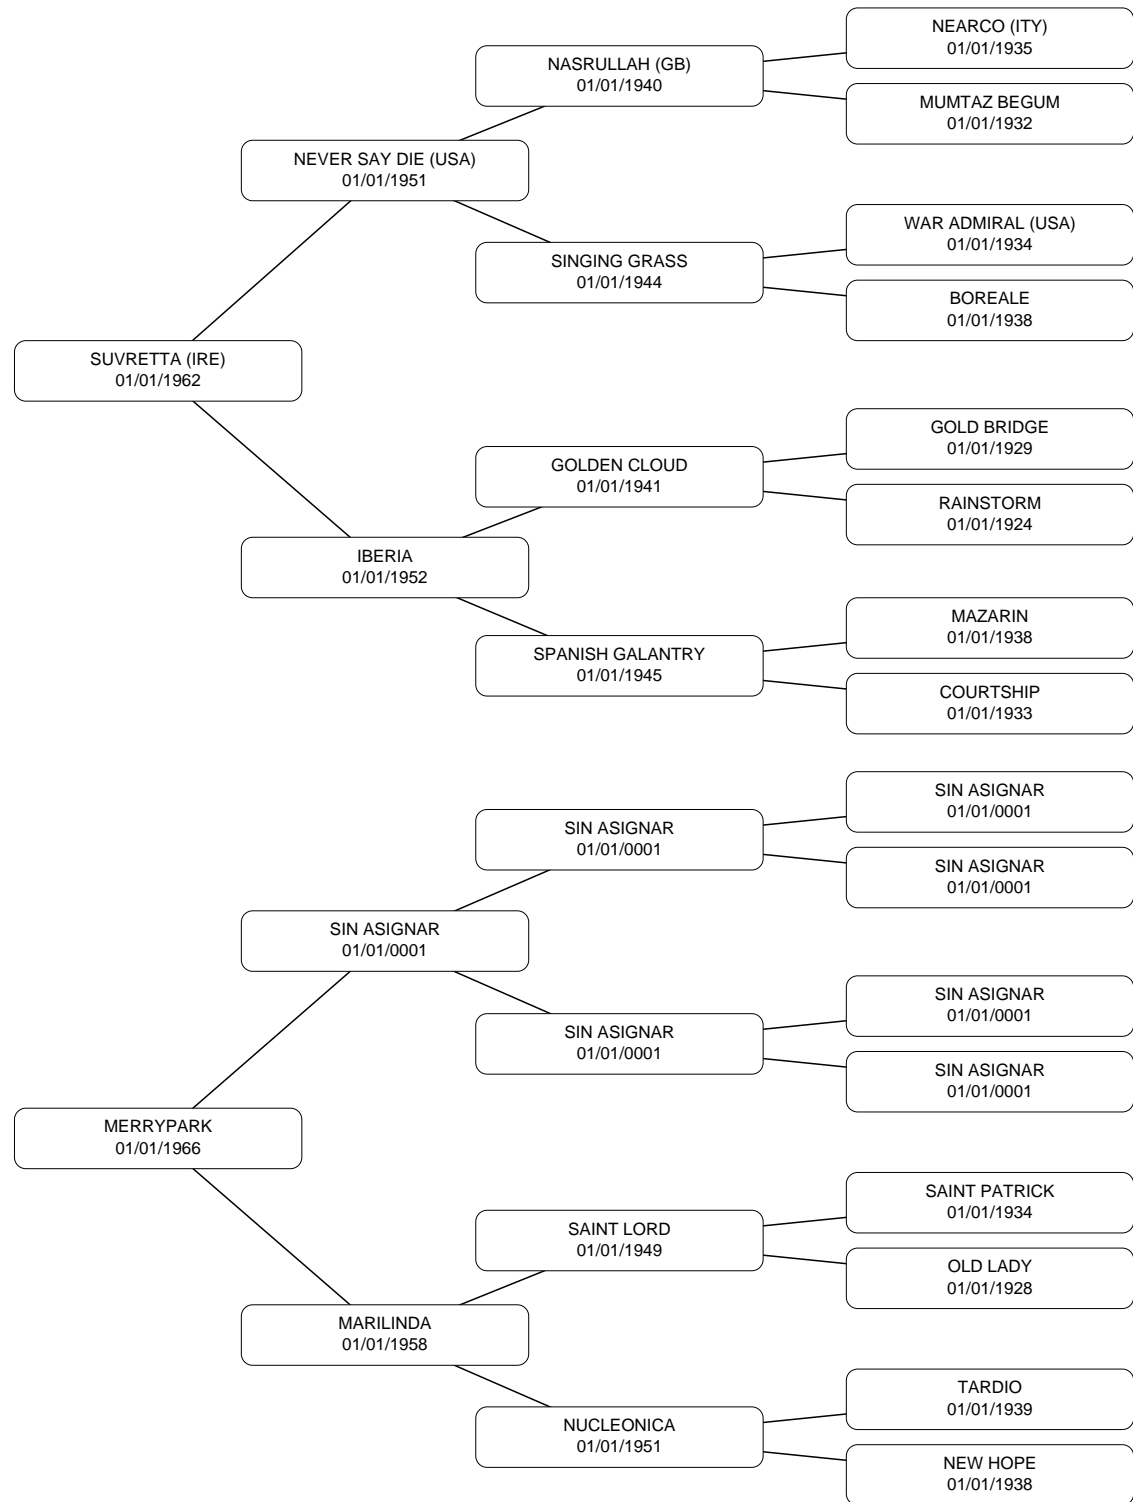 NEARCO (ITY)
01/01/1935
NASRULLAH (GB)
01/01/1940
MUMTAZ BEGUM
01/01/1932
NEVER SAY DIE (USA)
01/01/1951
WAR ADMIRAL (USA)
01/01/1934
SINGING GRASS
01/01/1944
BOREALE
01/01/1938
SUVRETTA (IRE)
01/01/1962
GOLD BRIDGE
01/01/1929
GOLDEN CLOUD
01/01/1941
RAINSTORM
01/01/1924
IBERIA
01/01/1952
MAZARIN
01/01/1938
SPANISH GALANTRY
01/01/1945
COURTSHIP
01/01/1933
SIN ASIGNAR
01/01/0001
SIN ASIGNAR
01/01/0001
SIN ASIGNAR
01/01/0001
SIN ASIGNAR
01/01/0001
SIN ASIGNAR
01/01/0001
SIN ASIGNAR
01/01/0001
SIN ASIGNAR
01/01/0001
MERRYPARK
01/01/1966
SAINT PATRICK
01/01/1934
SAINT LORD
01/01/1949
OLD LADY
01/01/1928
MARILINDA
01/01/1958
TARDIO
01/01/1939
NUCLEONICA
01/01/1951
NEW HOPE
01/01/1938